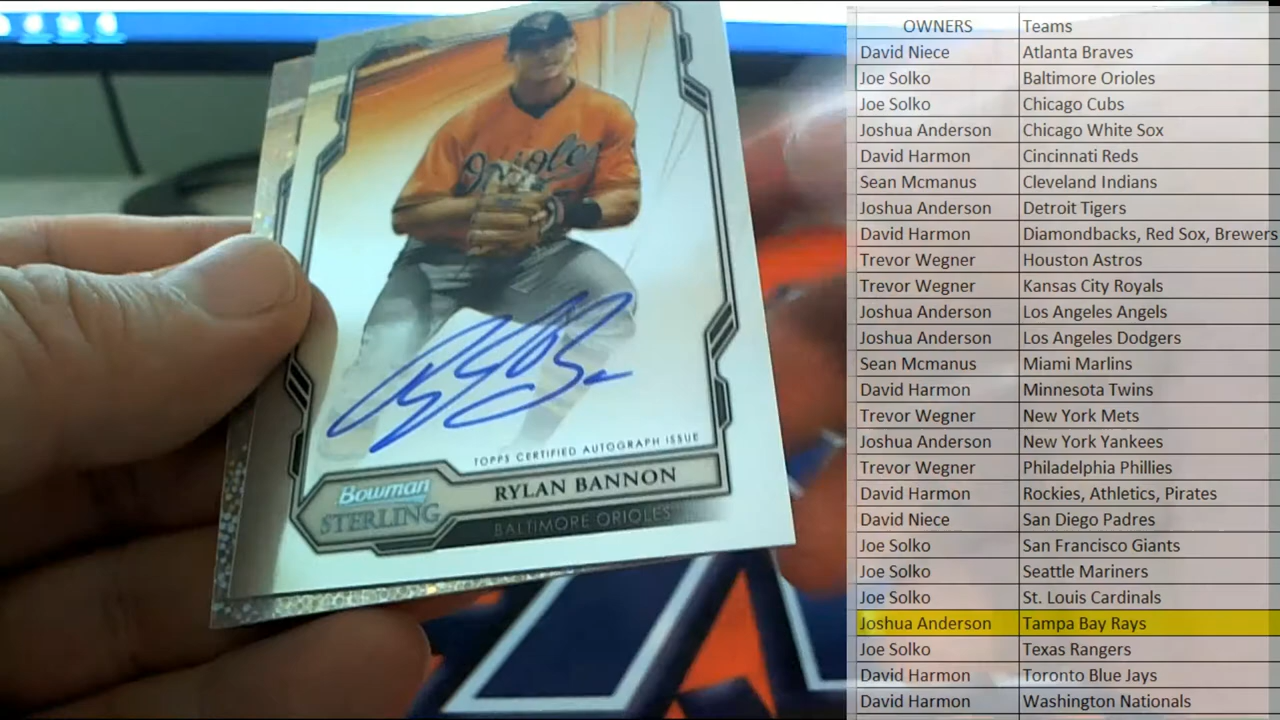 Orioles
TOPPS CERTIFIED AUTOGRAPH ISSUE
Bowman
STERLING
RYLAN BANNON
BALTIMORE ORIOLES
OWNERS Teams
David Niece Atlanta Braves
Joe Solko Baltimore Orioles
Joe Solko Chicago Cubs
Joshua Anderson Chicago White Sox
David Harmon Cincinnati Reds
Sean Mcmanus Cleveland Indians
Joshua Anderson Detroit Tigers
David Harmon Diamondbacks, Red Sox, Brewers
Trevor Wegner Houston Astros
Trevor Wegner Kansas City Royals
Joshua Anderson Los Angeles Angels
Joshua Anderson Los Angeles Dodgers
Sean Mcmanus Miami Marlins
David Harmon Minnesota Twins
Trevor Wegner New York Mets
Joshua Anderson New York Yankees
Trevor Wegner Philadelphia Phillies
David Harmon Rockies, Athletics, Pirates
David Niece San Diego Padres
Joe Solko San Francisco Giants
Joe Solko Seattle Mariners
Joe Solko St. Louis Cardinals
Joshua Anderson Tampa Bay Rays
Joe Solko Texas Rangers
David Harmon Toronto Blue Jays
David Harmon Washington Nationals